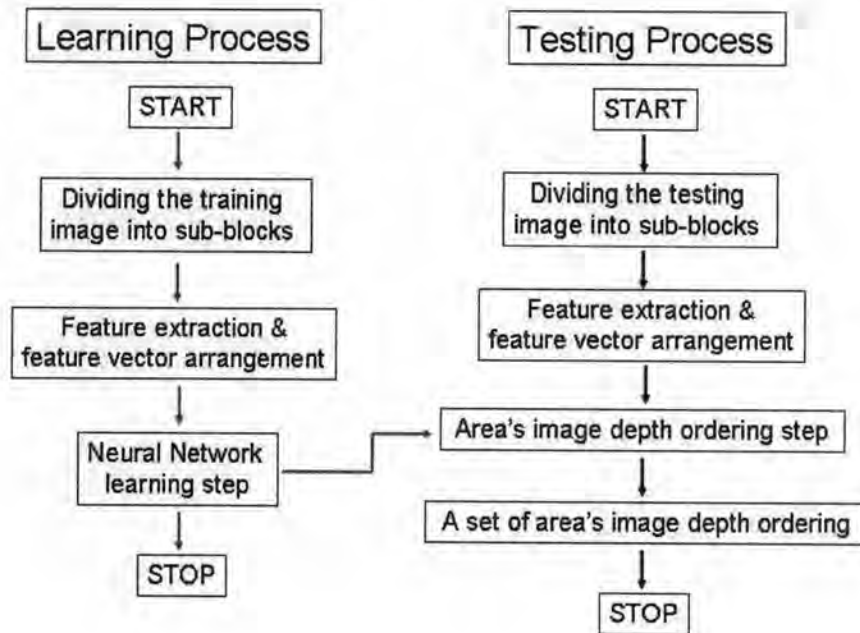 Learning Process
START
Dividing the training
image into sub-blocks
Feature extraction &
feature vector arrangement
Neural Network
learning step
STOP
Testing Process
START
Dividing the testing
image into sub-blocks
Feature extraction &
feature vector arrangement
Area's image depth ordering step
A set of area's image depth ordering
STOP